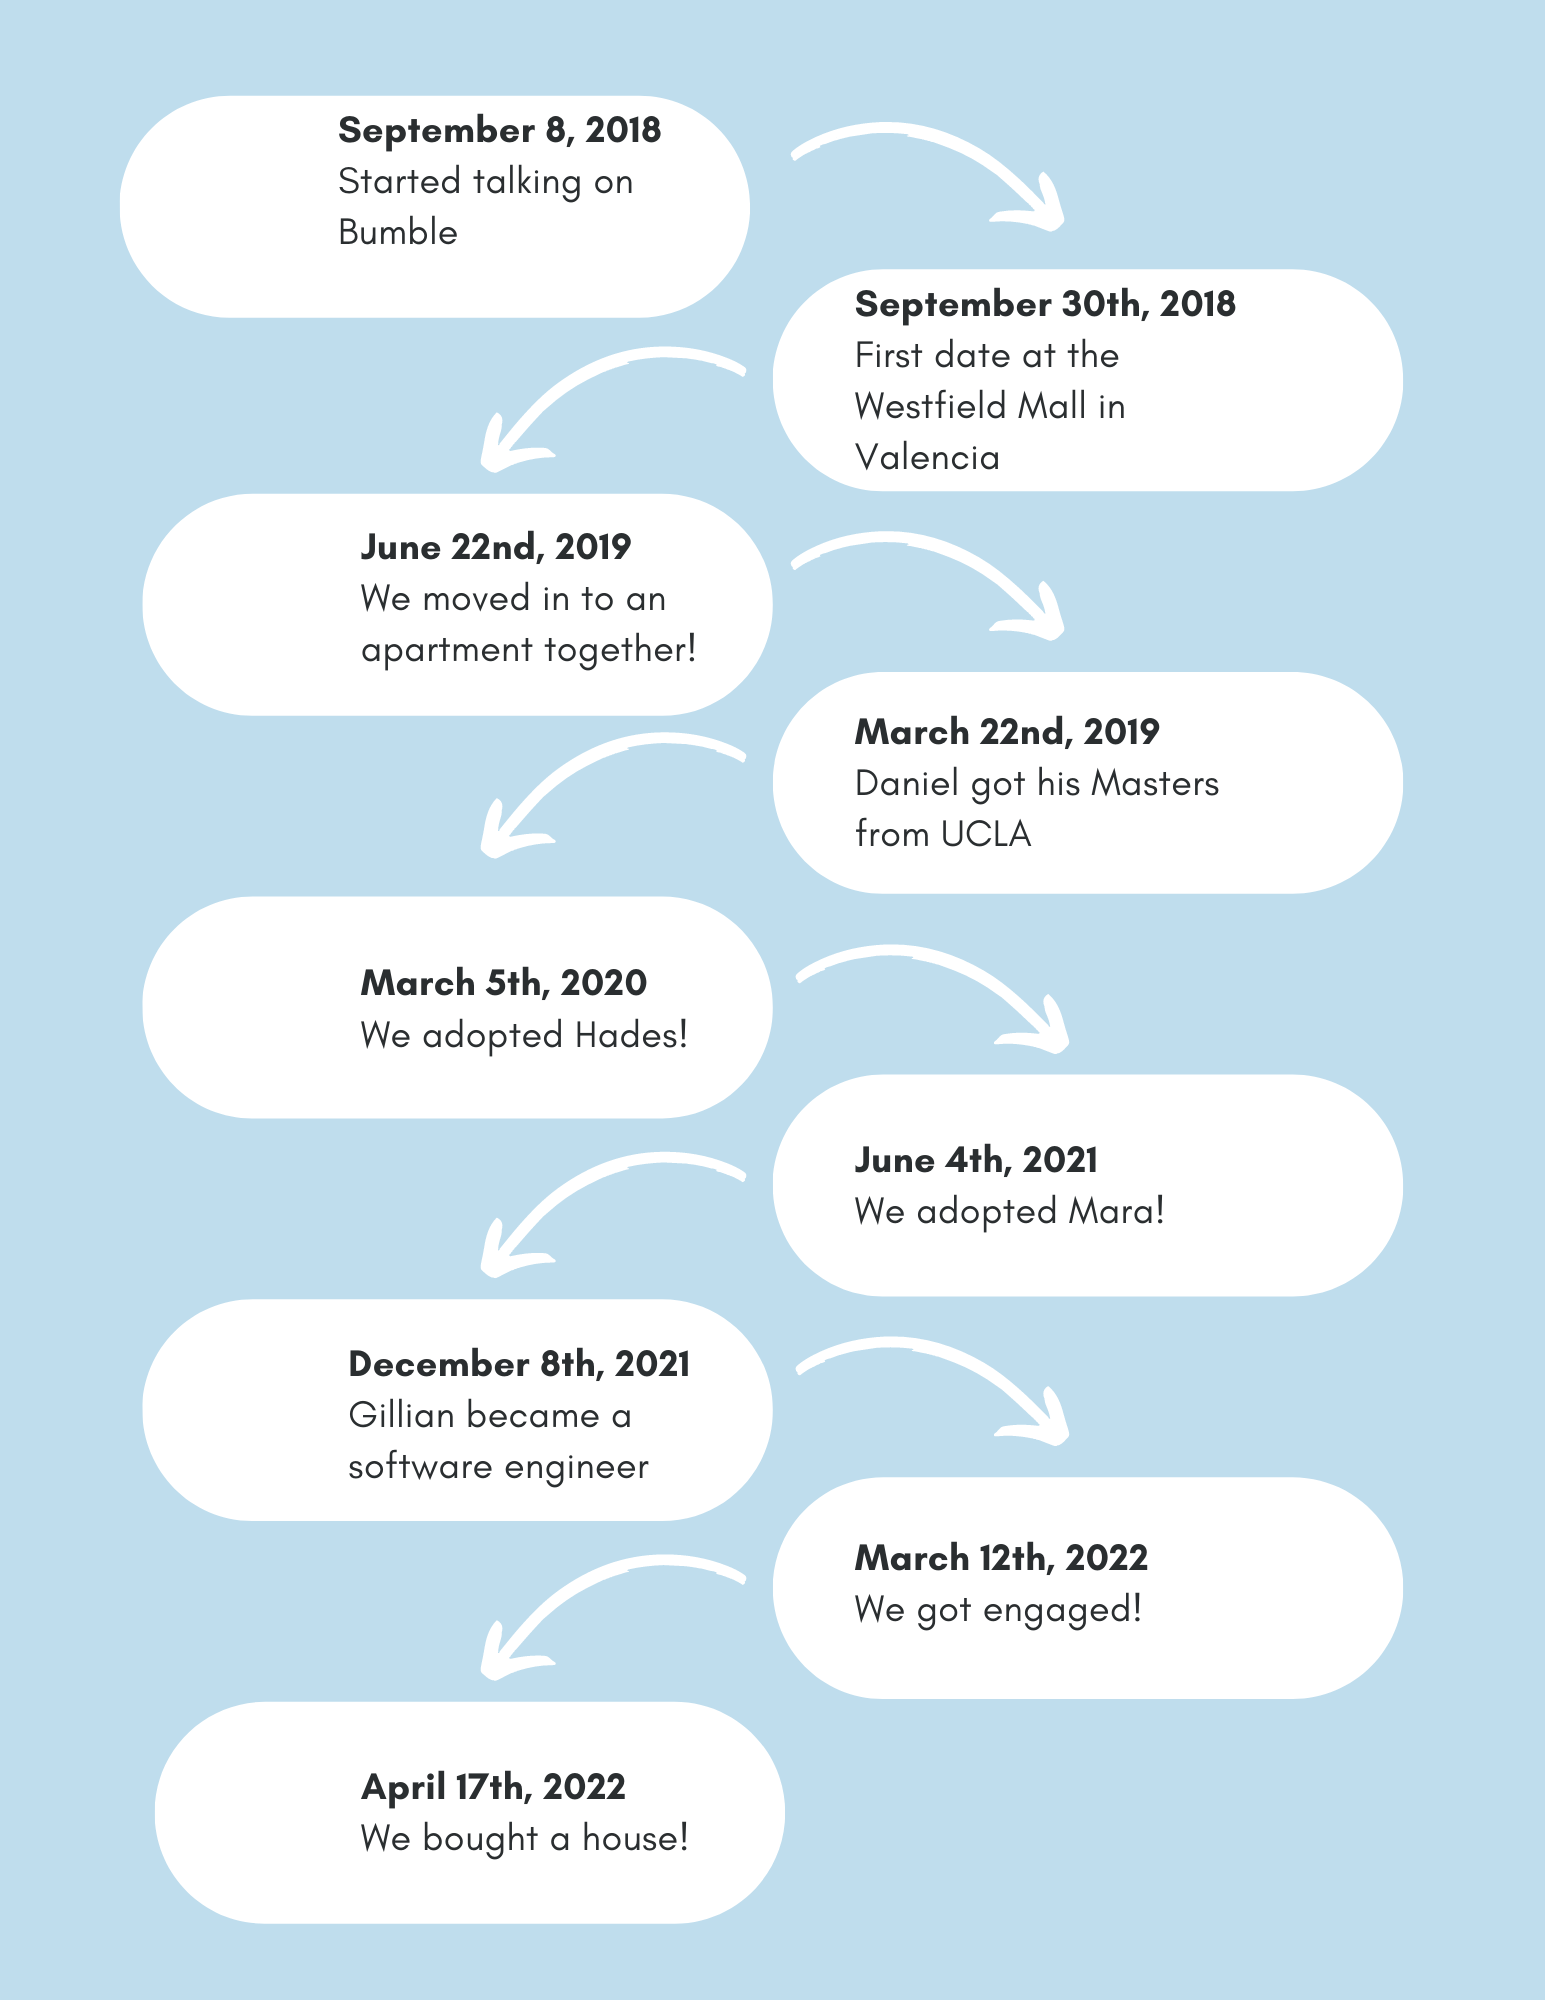 September 8, 2018
Started talking on
Bumble
September 30th, 2018
First date at the
Westfield Mall in
Valencia
June 22nd, 2019
We moved in to an
apartment together!
March 22nd, 2019
Daniel got his Masters
from UCLA
March 5th, 2020
We adopted Hades!
June 4th, 2021
We adopted Mara!
December 8th, 2021
Gillian became a
software engineer
March 12th, 2022
We got engaged!
April 17th, 2022
We bought a house!